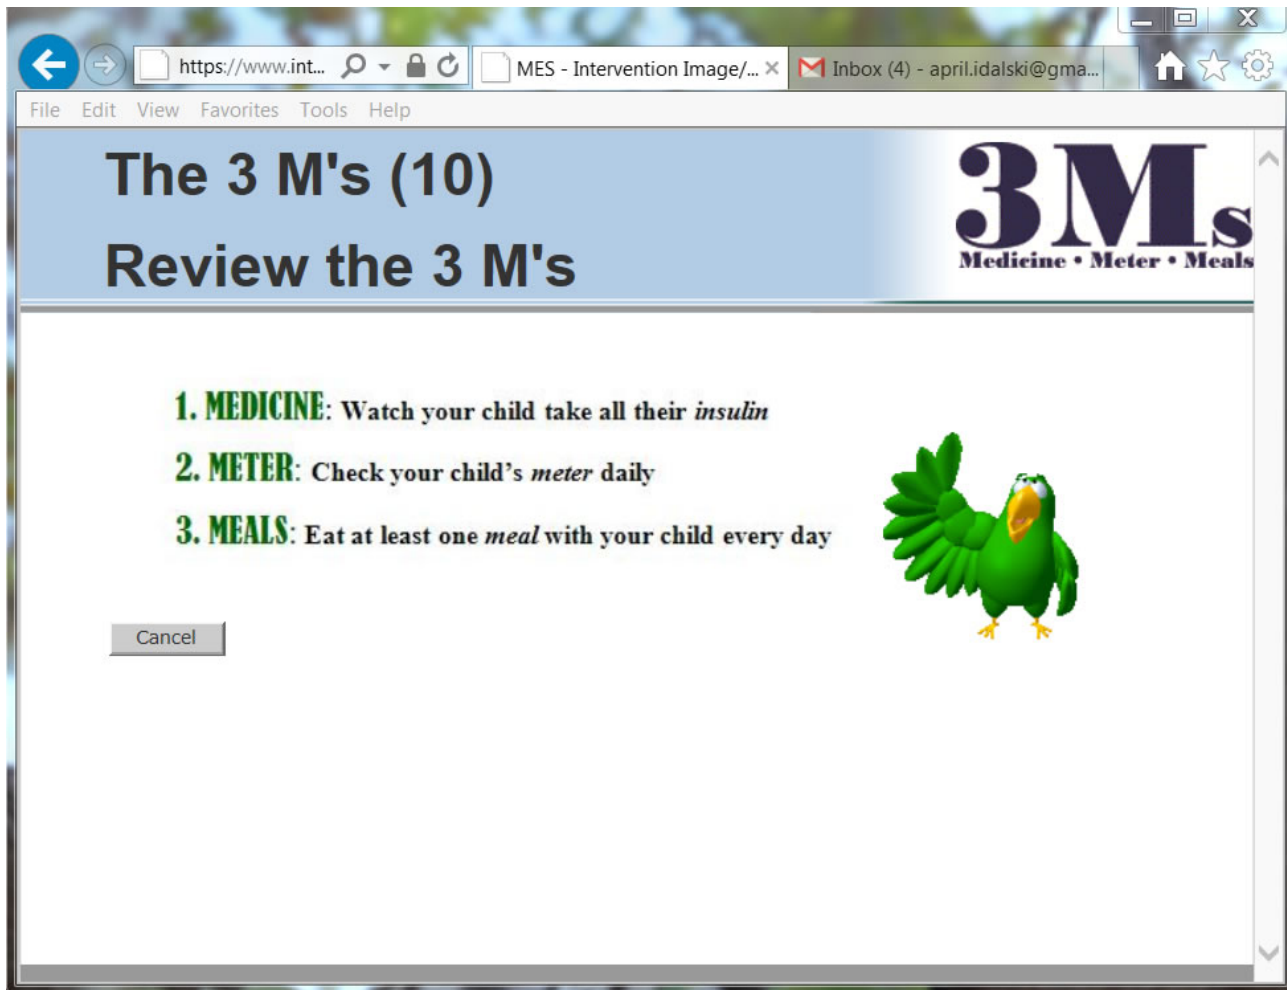 https://www.int...
MES - Intervention Image/...
Inbox (4) - april.idalski@gma...
File Edit View Favorites Tools Help
The 3 M's (10)
Review the 3 M's
3Ms
Medicine • Meter • Meals
1. MEDICINE: Watch your child take all their insulin
2. METER: Check your child’s meter daily
3. MEALS: Eat at least one meal with your child every day
Cancel